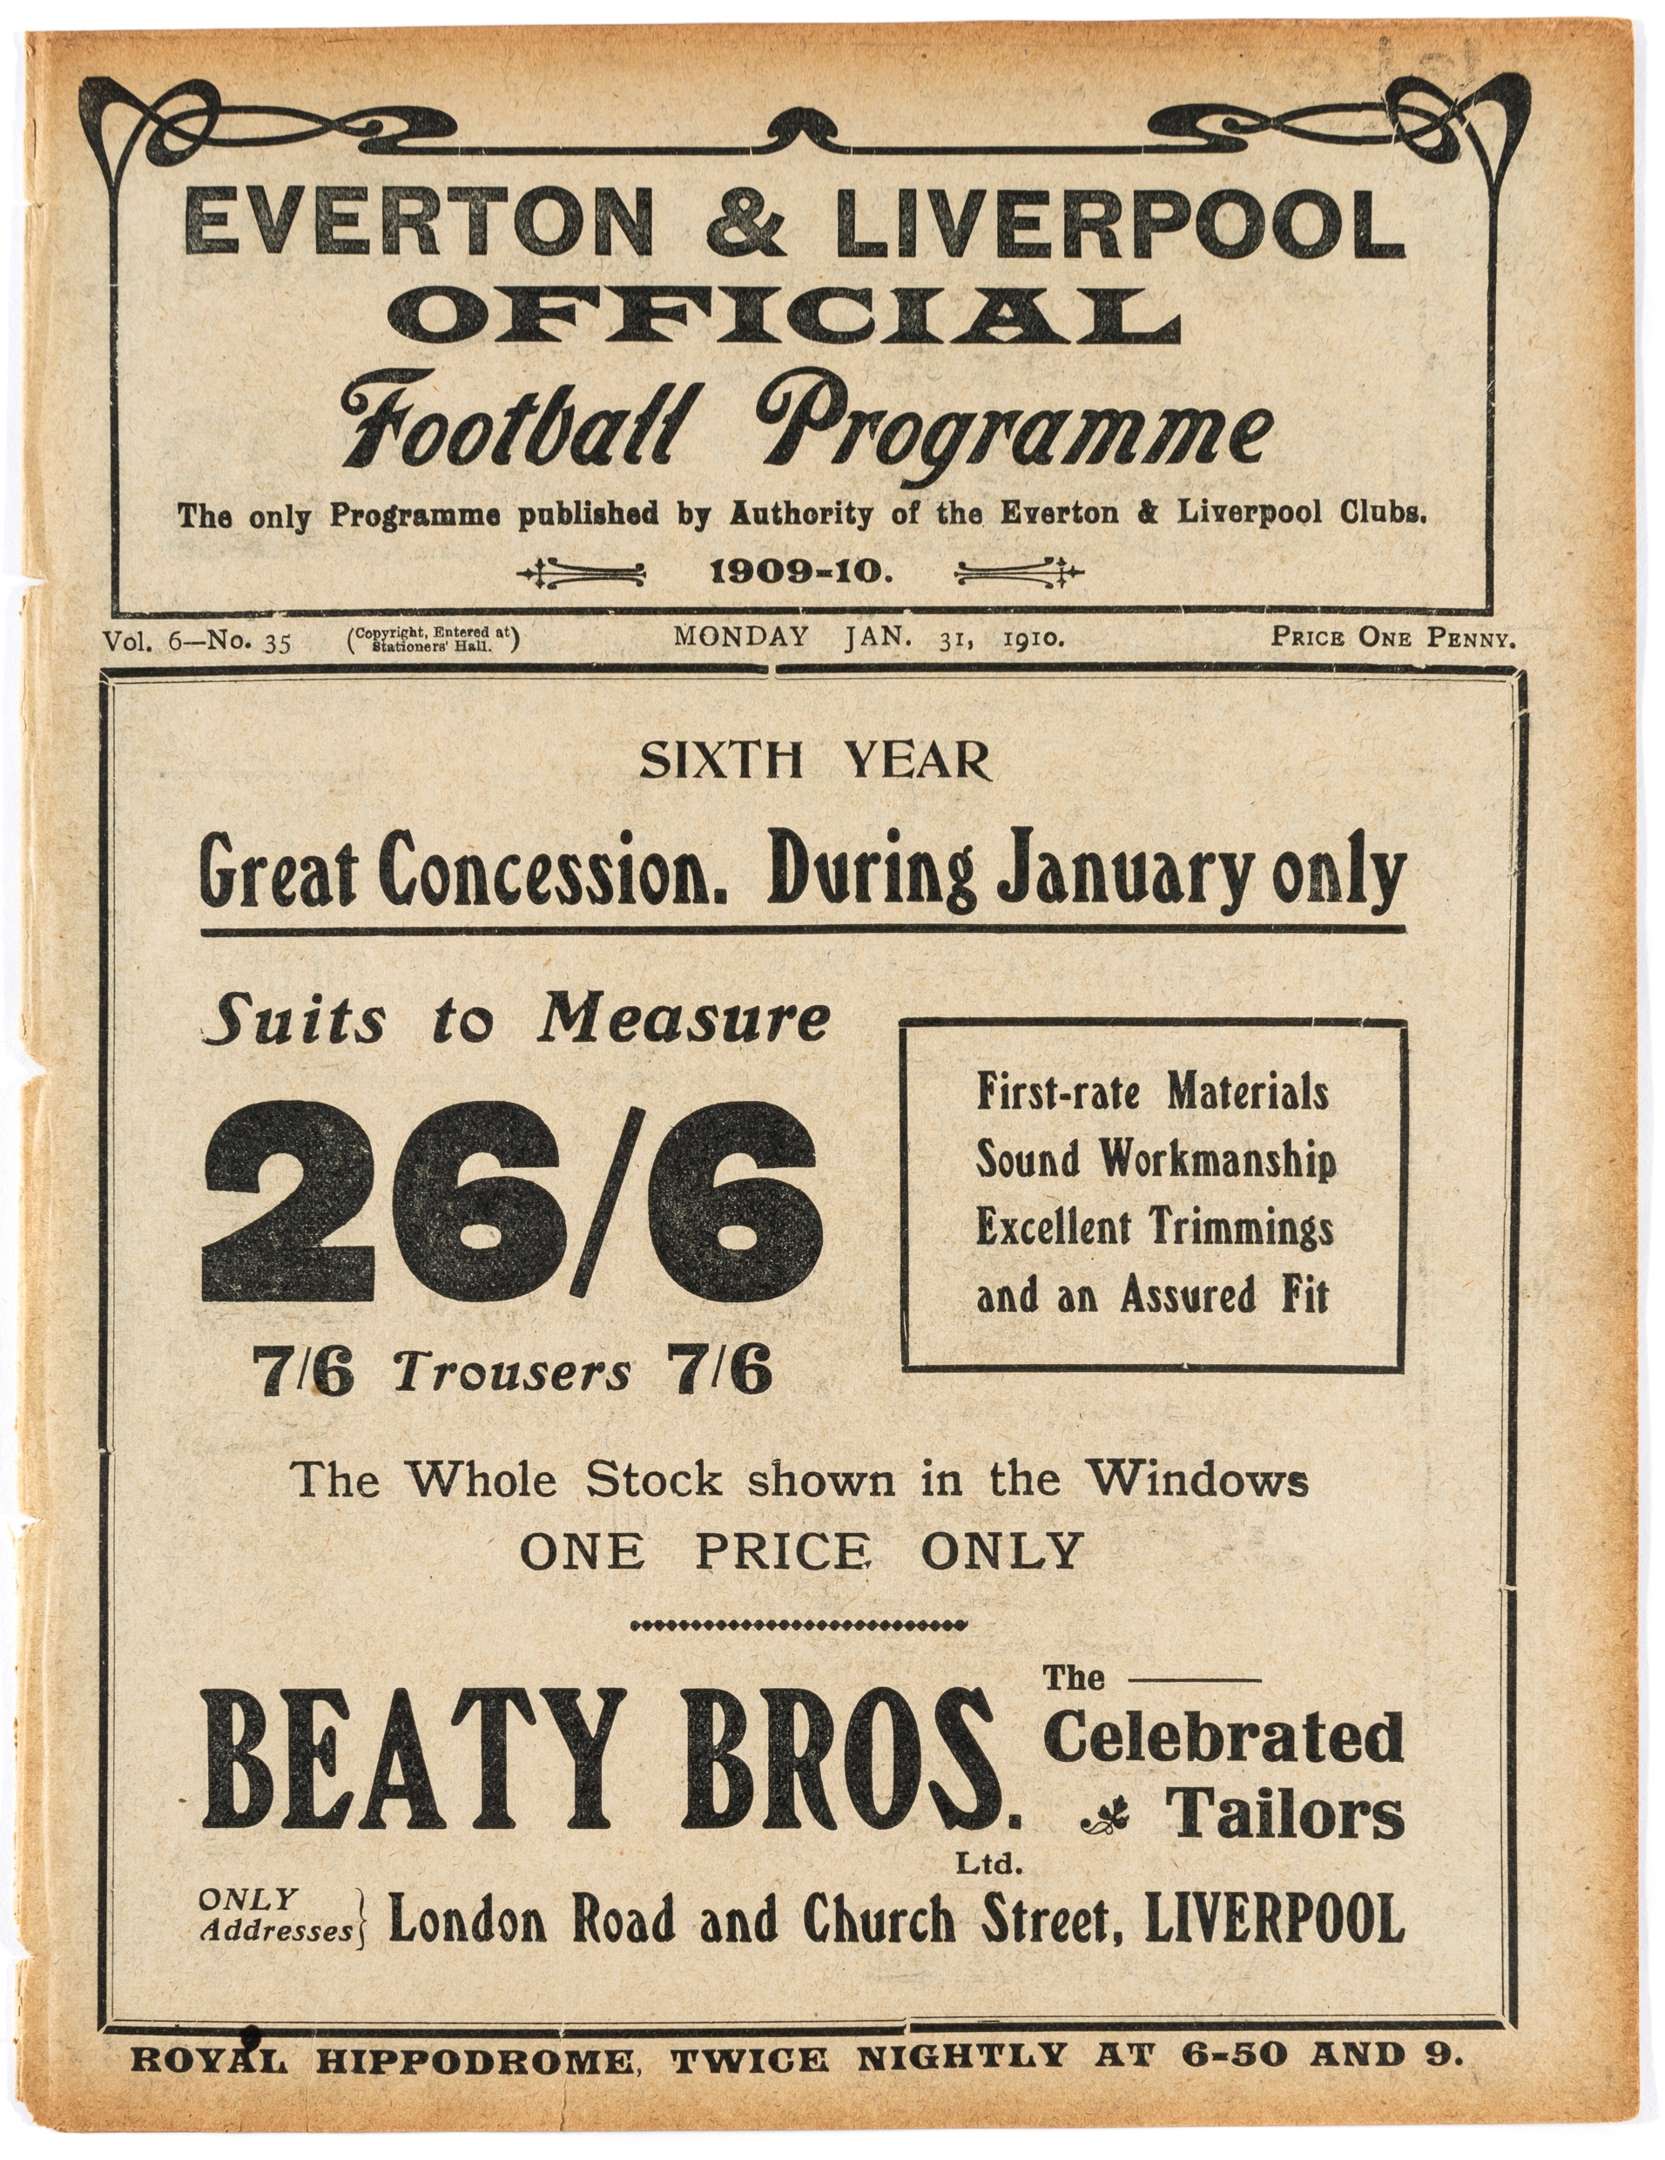 EVERTON & LIVERPOOL
OFFICIAL
Football Programme
The only Programme published by Authority of the Everton & Liverpool Clubs.
1909-10.
Vol. 6—No. 35 (Copyright, Entered at Stationers' Hall.) MONDAY JAN. 31, 1910. PRICE ONE PENNY.
SIXTH YEAR
Great Concession. During January only
Suits to Measure
26/6
7/6 Trousers 7/6
First-rate Materials
Sound Workmanship
Excellent Trimmings
and an Assured Fit
The Whole Stock shown in the Windows
ONE PRICE ONLY
BEATY BROS. Ltd.
The
Celebrated
Tailors
ONLY Addresses} London Road and Church Street, LIVERPOOL
ROYAL HIPPODROME, TWICE NIGHTLY AT 6-50 AND 9.